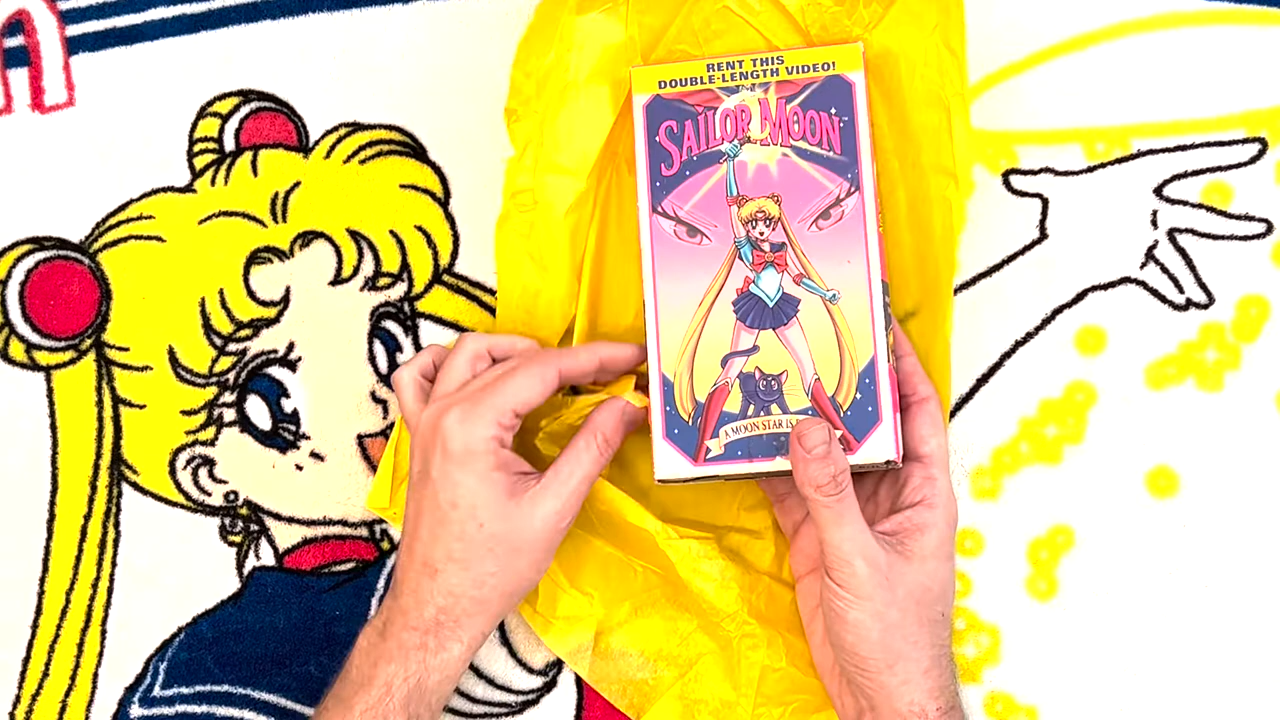 RENT THIS
DOUBLE-LENGTH VIDEO!
SAILOR MOON
A MOON STAR IS